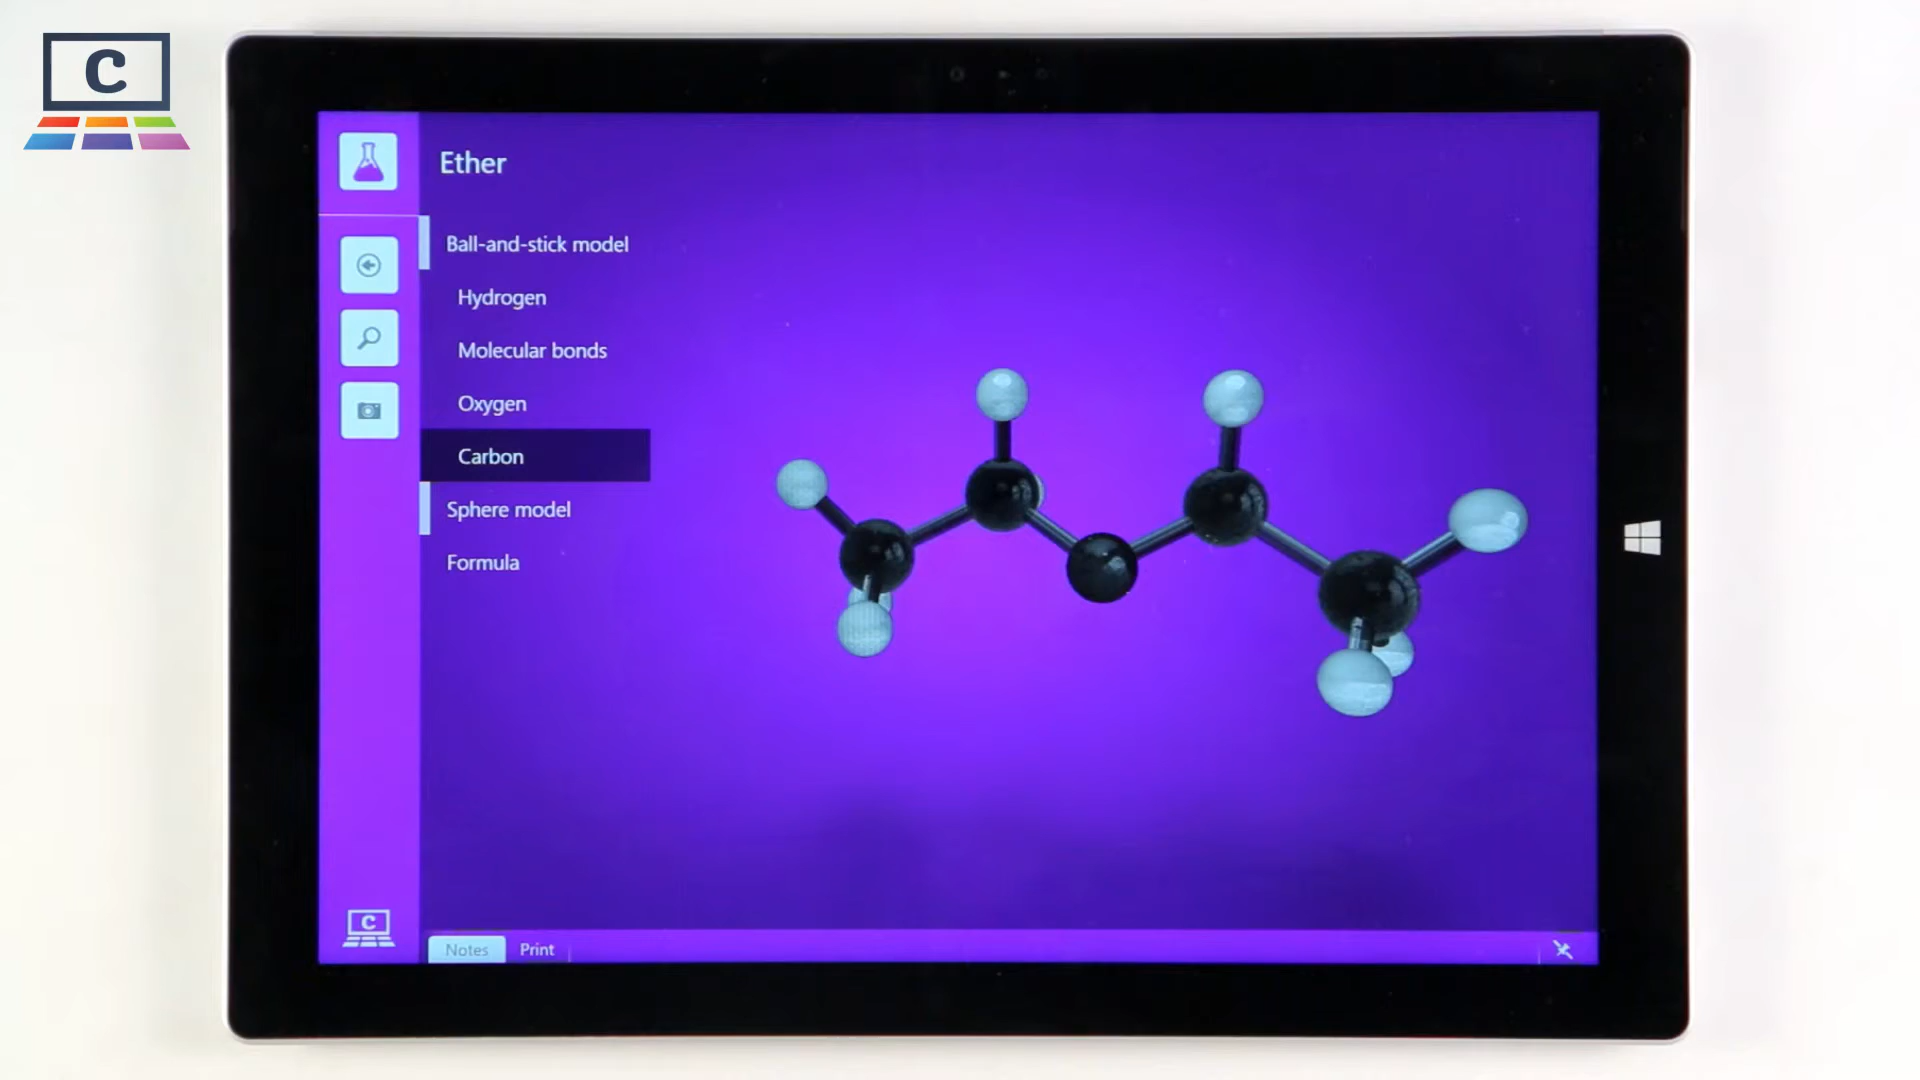 C
Ether
Ball-and-stick model
Hydrogen
Molecular bonds
Oxygen
Carbon
Sphere model
Formula
C
Notes
Print